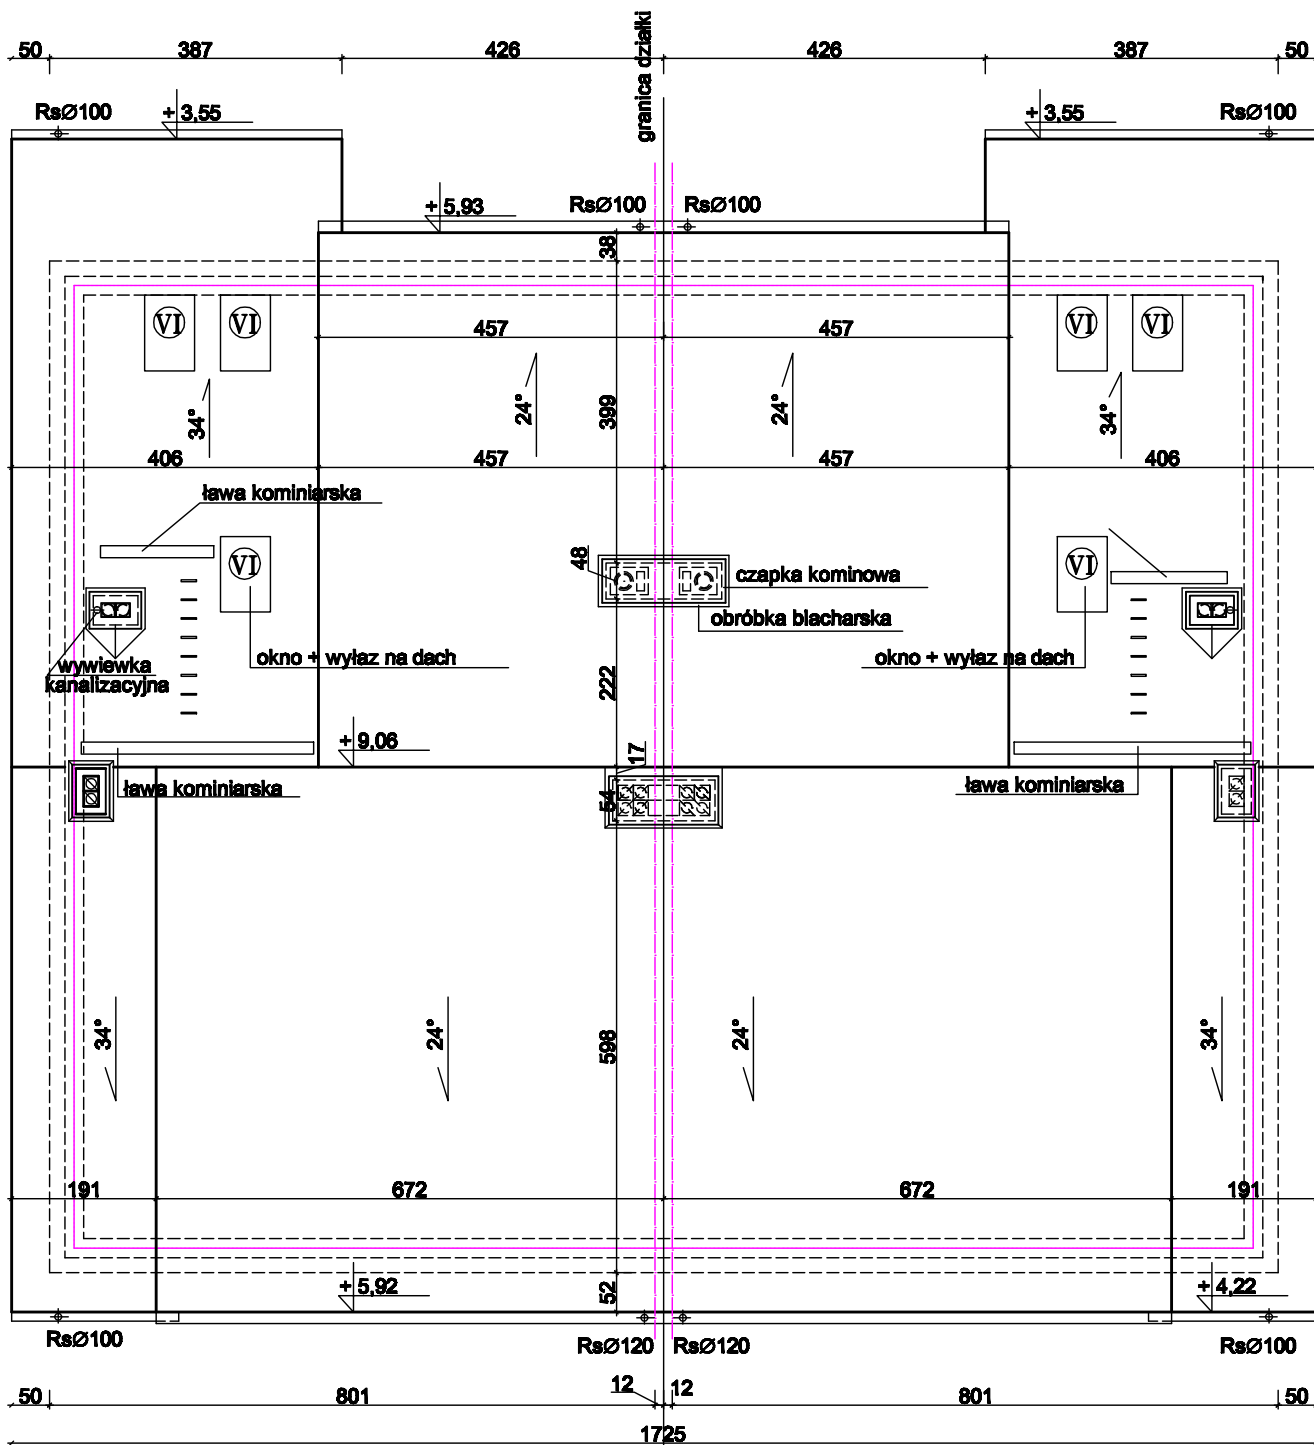 50
387
426
granica działki
426
387
50
RsØ100
+ 3,55
+ 3,55
RsØ100
+ 5,93
RsØ100
RsØ100
38
VI
VI
VI
VI
457
457
34°
24°
399
24°
34°
406
457
457
406
ława kominiarska
VI
48
czapka kominowa
VI
obróbka blacharska
wywiewka
kanalizacyjna
okno + wyłaz na dach
222
okno + wyłaz na dach
+ 9,06
17
ława kominiarska
54
ława kominiarska
34°
24°
598
24°
34°
191
672
672
191
+ 5,92
52
+ 4,22
RsØ100
RsØ120
RsØ120
RsØ100
50
801
12
12
801
50
1725